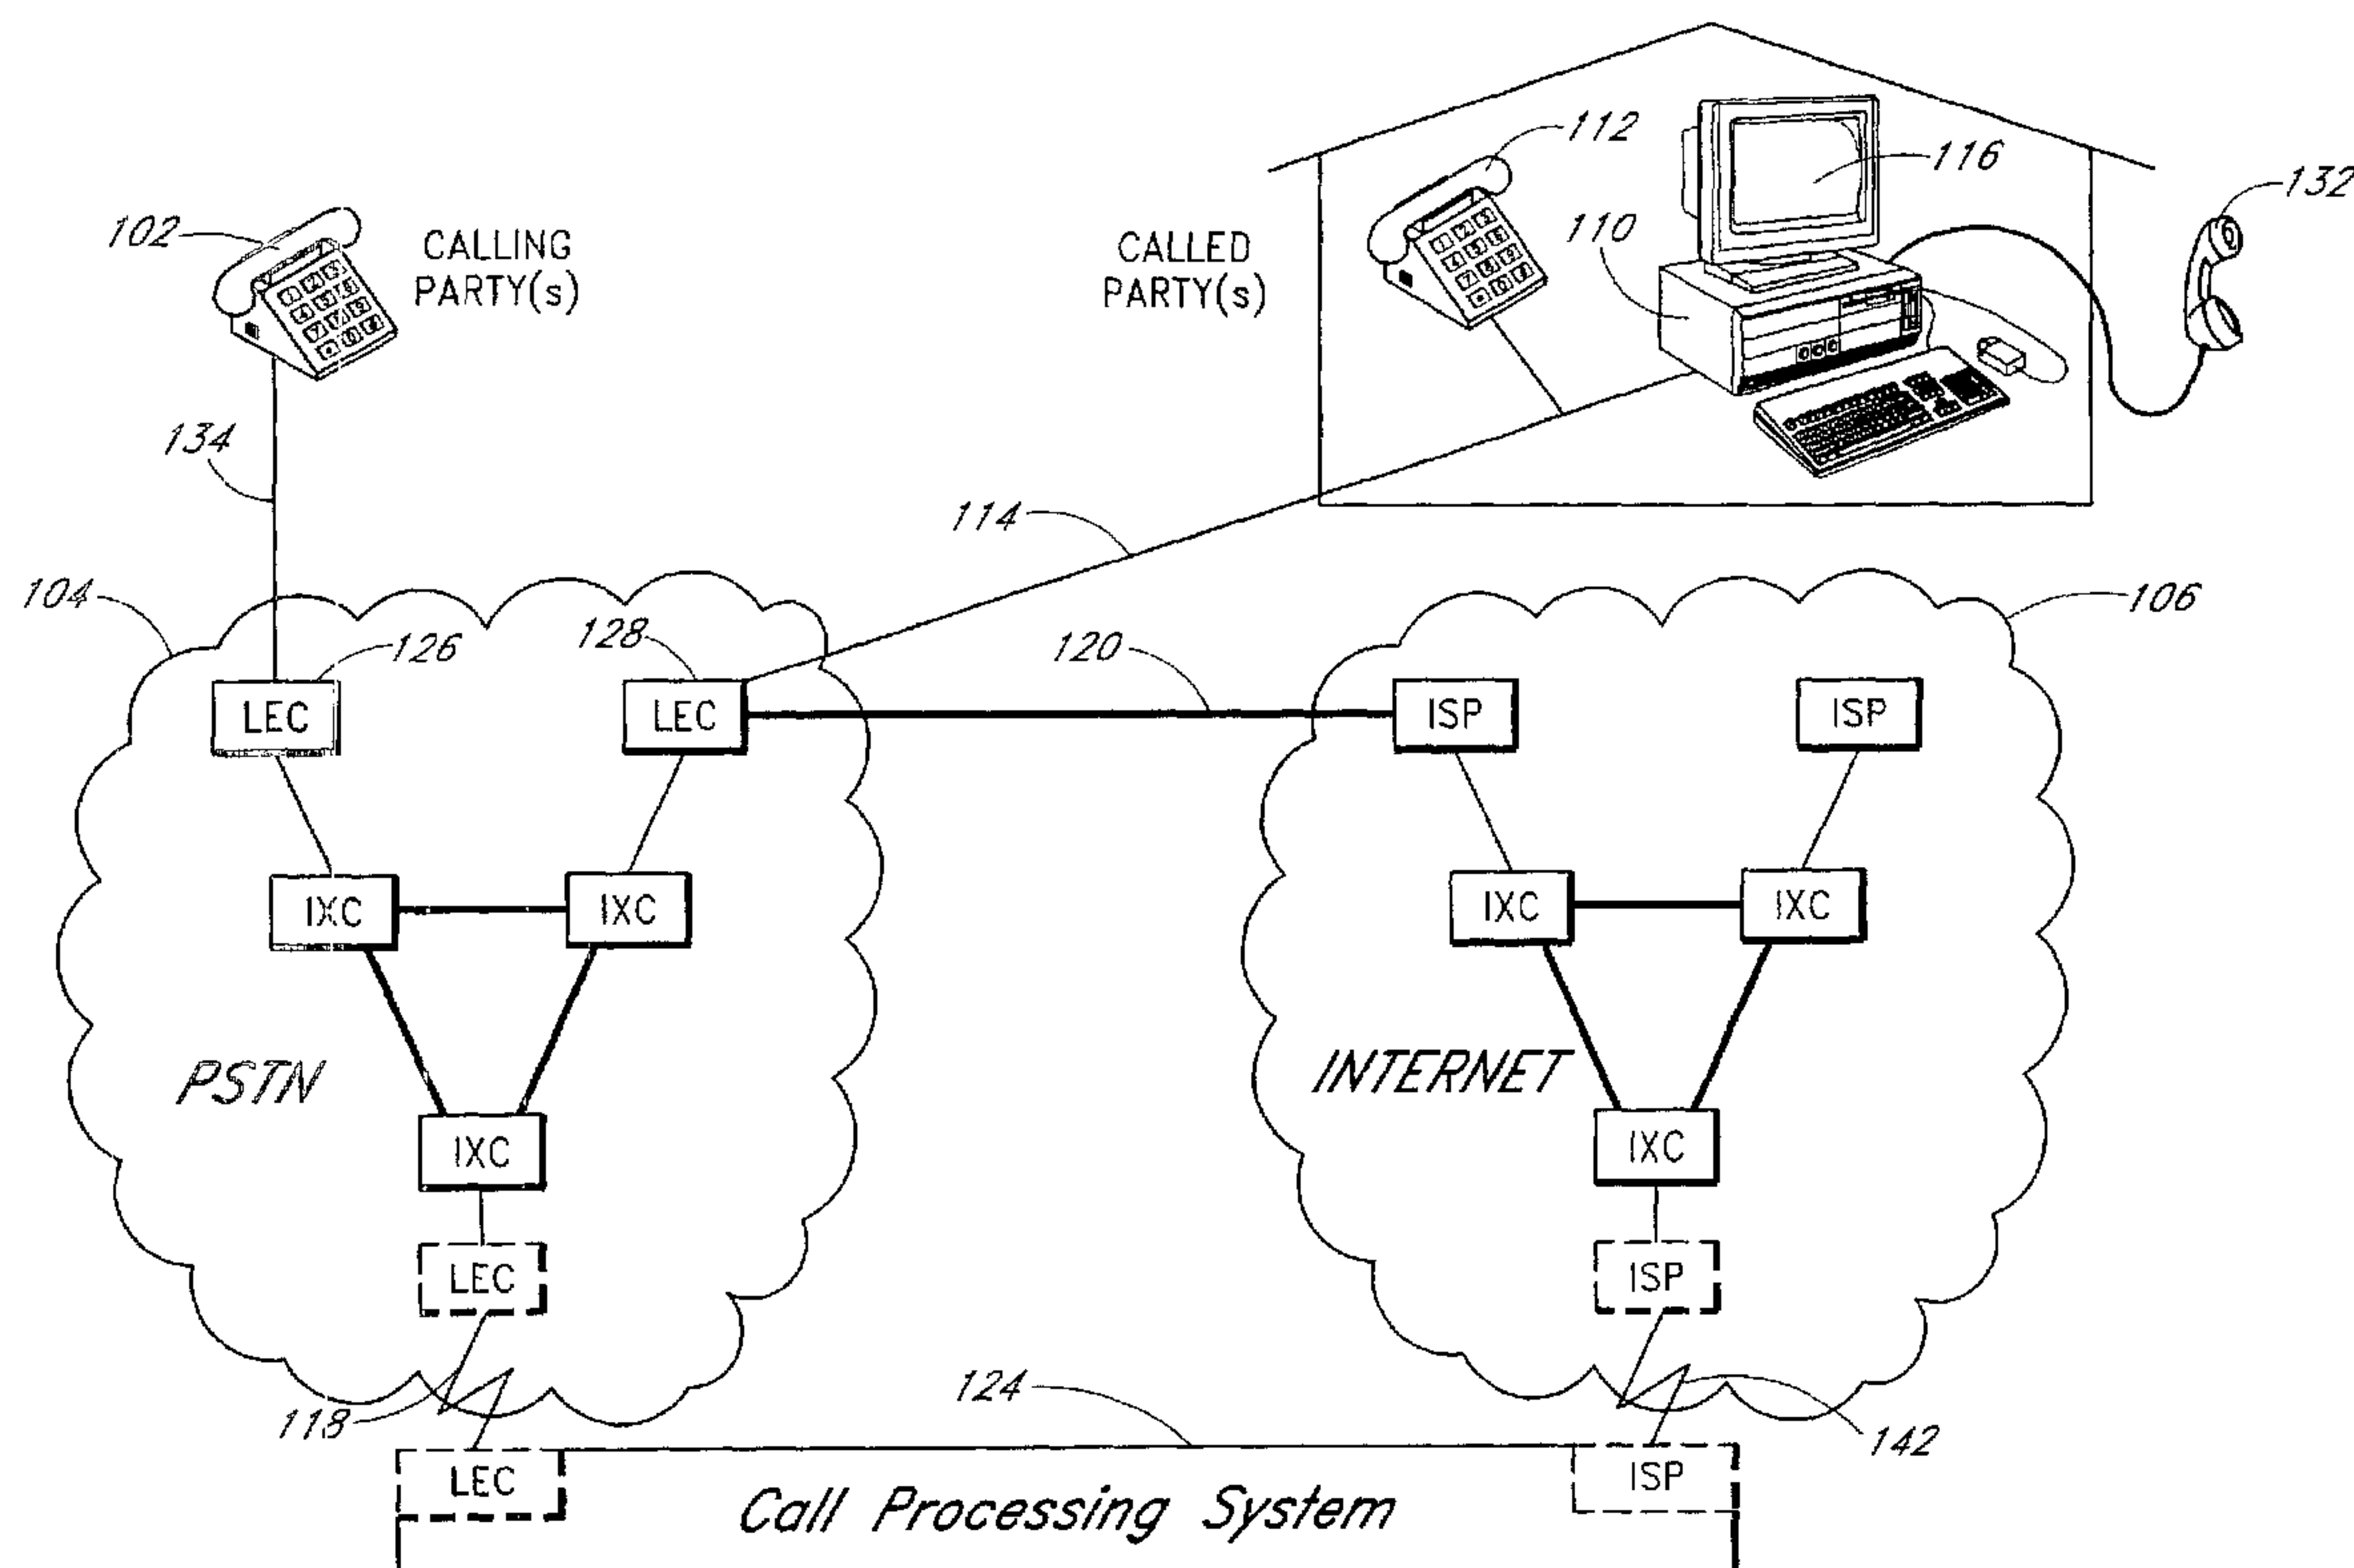 112
116
132
110
102
CALLING
PARTY(s)
CALLED
PARTY(s)
134
114
104
126
128
120
106
LEC
LEC
ISP
ISP
IXC
IXC
IXC
IXC
PSTN
INTERNET
IXC
IXC
LEC
ISP
118
124
142
LEC
ISP
Call Processing System